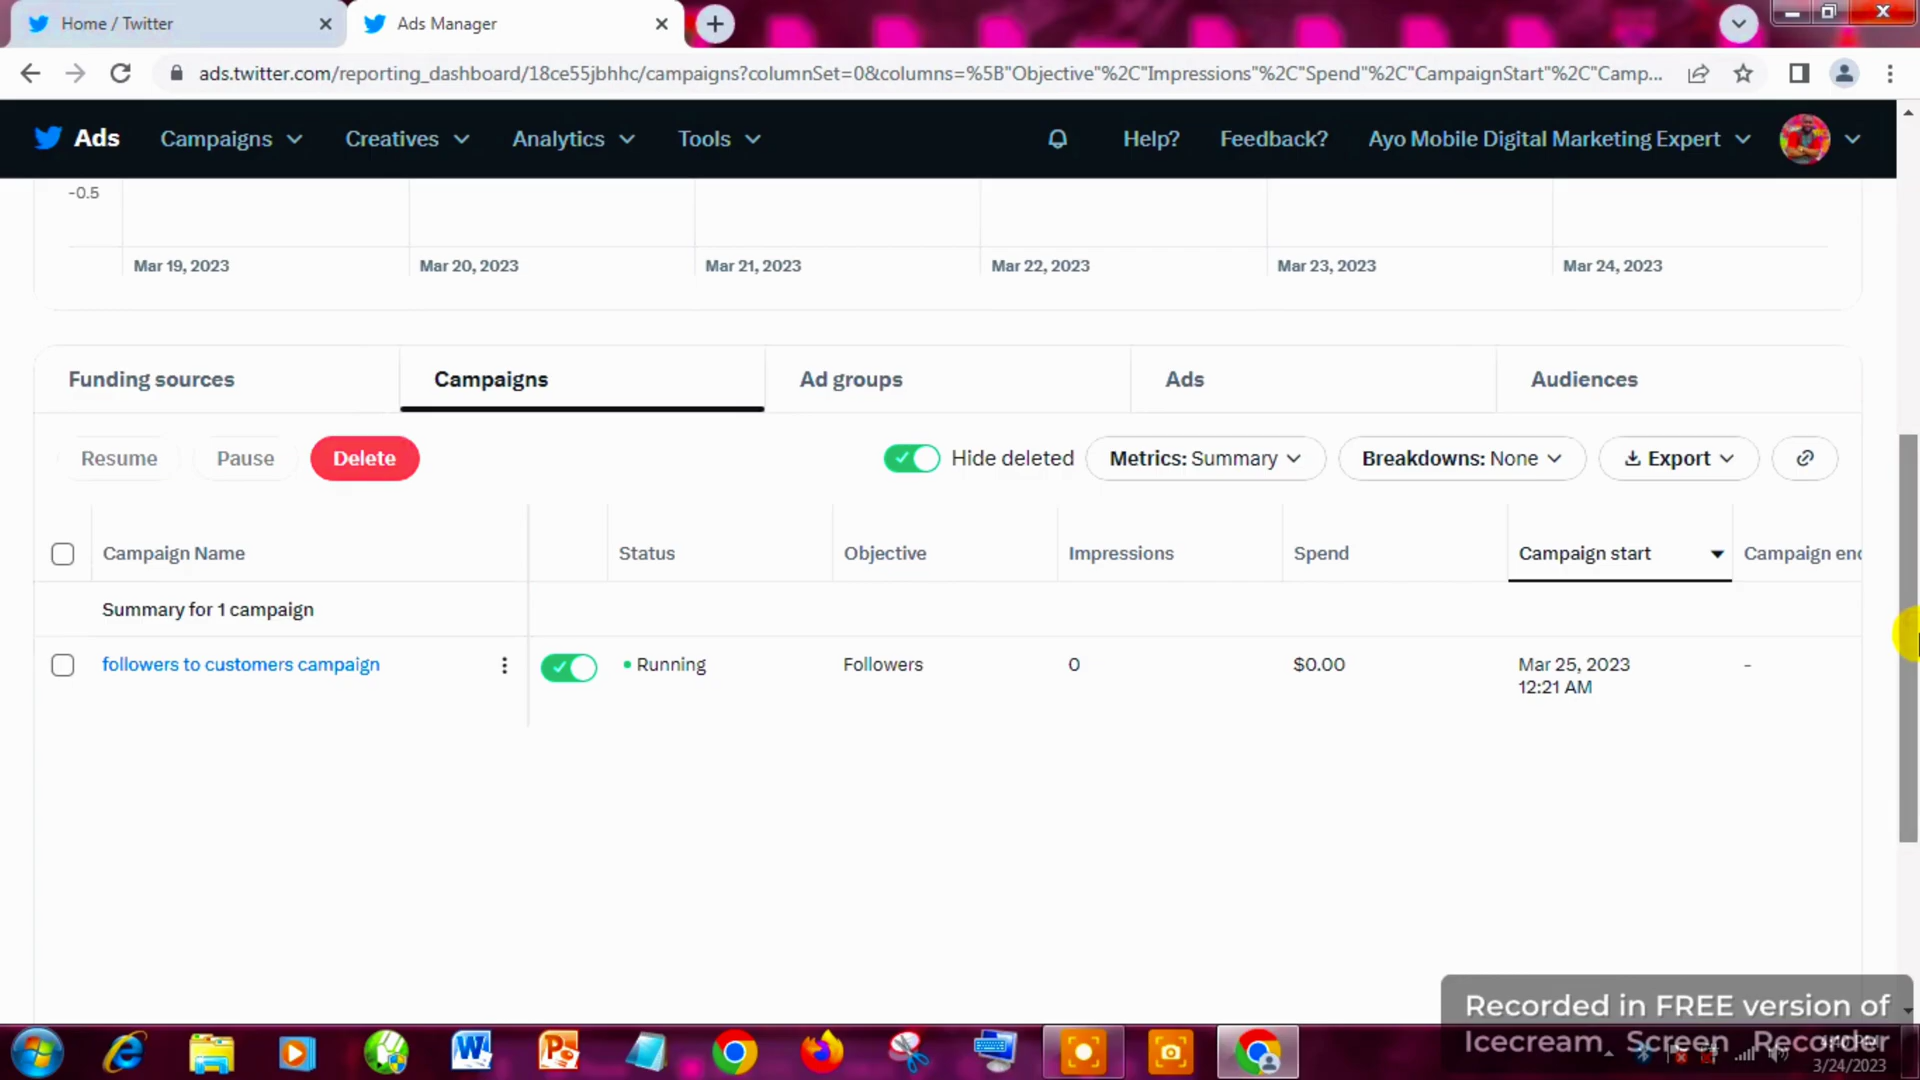 Home / Twitter
Ads Manager
ads.twitter.com/reporting_dashboard/18ce55jbhhc/campaigns?columnSet=0&columns=%5B"Objective"%2C"Impressions"%2C"Spend"%2C"CampaignStart"%2C"Camp...
Ads
Campaigns
Creatives
Analytics
Tools
Help?
Feedback?
Ayo Mobile Digital Marketing Expert
-0.5
Mar 19, 2023
Mar 20, 2023
Mar 21, 2023
Mar 22, 2023
Mar 23, 2023
Mar 24, 2023
Funding sources
Campaigns
Ad groups
Ads
Audiences
Resume
Pause
Delete
Hide deleted
Metrics: Summary
Breakdowns: None
Export
Campaign Name
Status
Objective
Impressions
Spend
Campaign start
Campaign end
Summary for 1 campaign
followers to customers campaign
Running
Followers
0
$0.00
Mar 25, 2023
12:21 AM
-
Recorded in FREE version of
Icecream Screen Recorder
3/24/2023